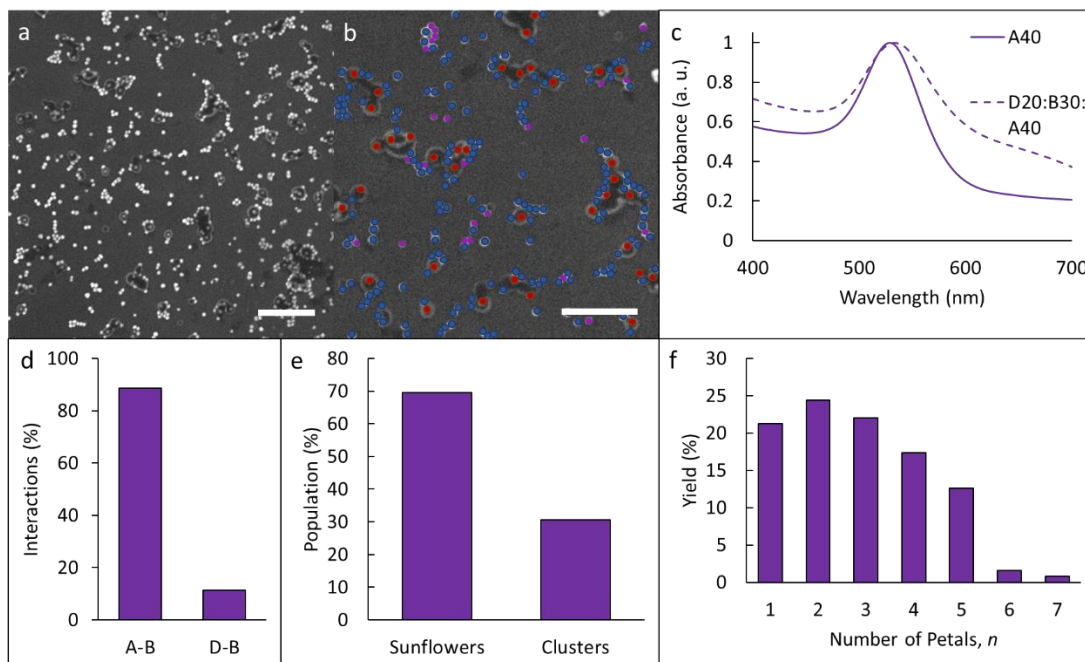 a
b
c
A40
D20:B30:
A40
Absorbance (a. u.)
1
0.8
0.6
0.4
0.2
0
400
500
600
700
Wavelength (nm)
d
Interactions (%)
100
80
60
40
20
0
A-B
D-B
e
Population (%)
80
70
60
50
40
30
20
10
0
Sunflowers
Clusters
f
Yield (%)
30
25
20
15
10
5
0
1
2
3
4
5
6
7
Number of Petals, n